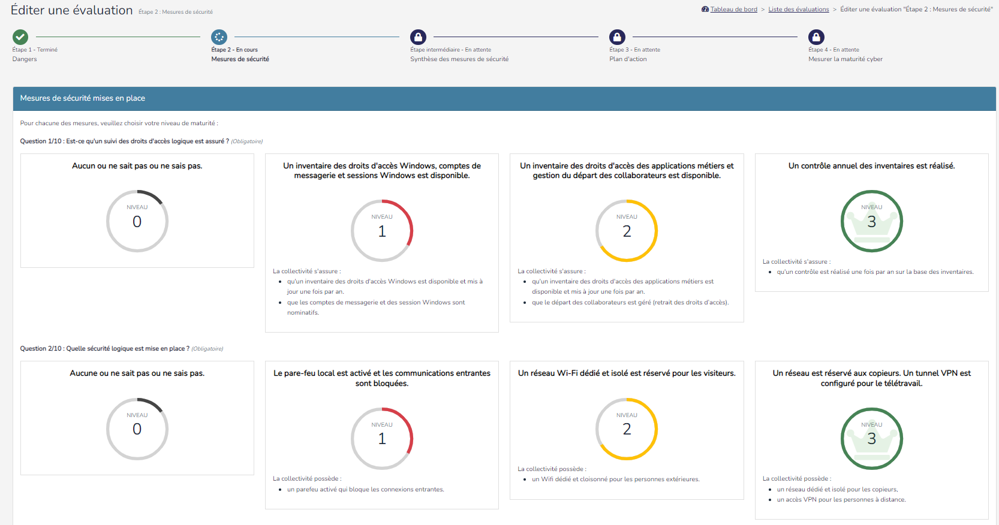 Éditer une évaluation Étape 2 : Mesures de sécurité
Tableau de bord > Liste des évaluations > Éditer une évaluation "Étape 2 : Mesures de sécurité"
Étape 1 - Terminé
Dangers
Étape 2 - En cours
Mesures de sécurité
Étape intermédiaire - En attente
Synthèse des mesures de sécurité
Étape 3 - En attente
Plan d'action
Étape 4 - En attente
Mesurer la maturité cyber
Mesures de sécurité mises en place
Pour chacune des mesures, veuillez choisir votre niveau de maturité :
Question 1/10 : Est-ce qu'un suivi des droits d'accès logique est assuré ? (Obligatoire)
Aucun ou ne sait pas ou ne sais pas.
NIVEAU
0
Un inventaire des droits d'accès Windows, comptes de
messagerie et sessions Windows est disponible.
NIVEAU
1
La collectivité s'assure :
• qu'un inventaire des droits d'accès Windows est disponible et mis à
jour une fois par an.
• que les comptes de messagerie et des session Windows sont
nominatifs.
Un inventaire des droits d'accès des applications métiers et
gestion du départ des collaborateurs est disponible.
NIVEAU
2
La collectivité s'assure :
• qu'un inventaire des droits d'accès des applications métiers est
disponible et mis à jour une fois par an.
• que le départ des collaborateurs est géré (retrait des droits d'accès).
Un contrôle annuel des inventaires est réalisé.
NIVEAU
3
La collectivité s'assure :
• qu'un contrôle est réalisé une fois par an sur la base des inventaires.
Question 2/10 : Quelle sécurité logique est mise en place ? (Obligatoire)
Aucune ou ne sait pas ou ne sais pas.
NIVEAU
0
Le pare-feu local est activé et les communications entrantes
sont bloquées.
NIVEAU
1
La collectivité possède :
• un parefeu activé qui bloque les connexions entrantes.
Un réseau Wi-Fi dédié et isolé est réservé pour les visiteurs.
NIVEAU
2
La collectivité possède :
• un Wifi dédié et cloisonné pour les personnes extérieures.
Un réseau est réservé aux copieurs. Un tunnel VPN est
configuré pour le télétravail.
NIVEAU
3
La collectivité possède :
• un réseau dédié et isolé pour les copieurs,
• un accès VPN pour les personnes à distance.